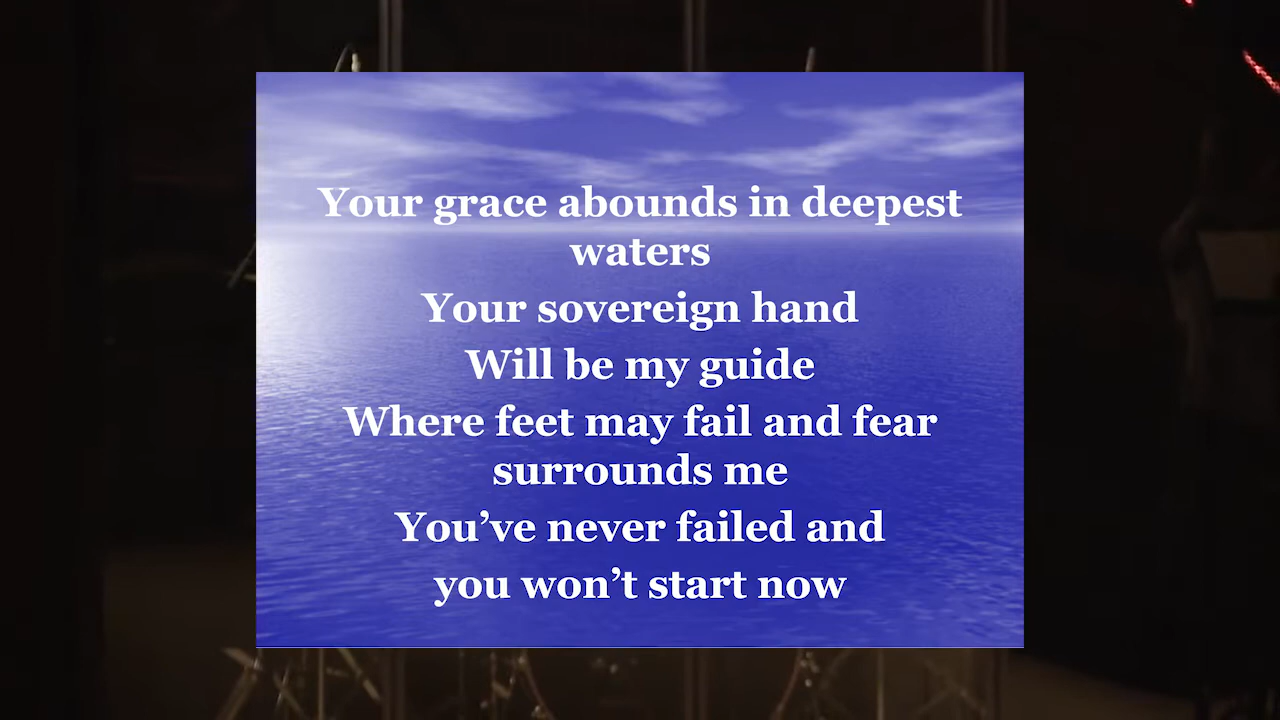 Your grace abounds in deepest
waters
Your sovereign hand
Will be my guide
Where feet may fail and fear
surrounds me
You’ve never failed and
you won’t start now